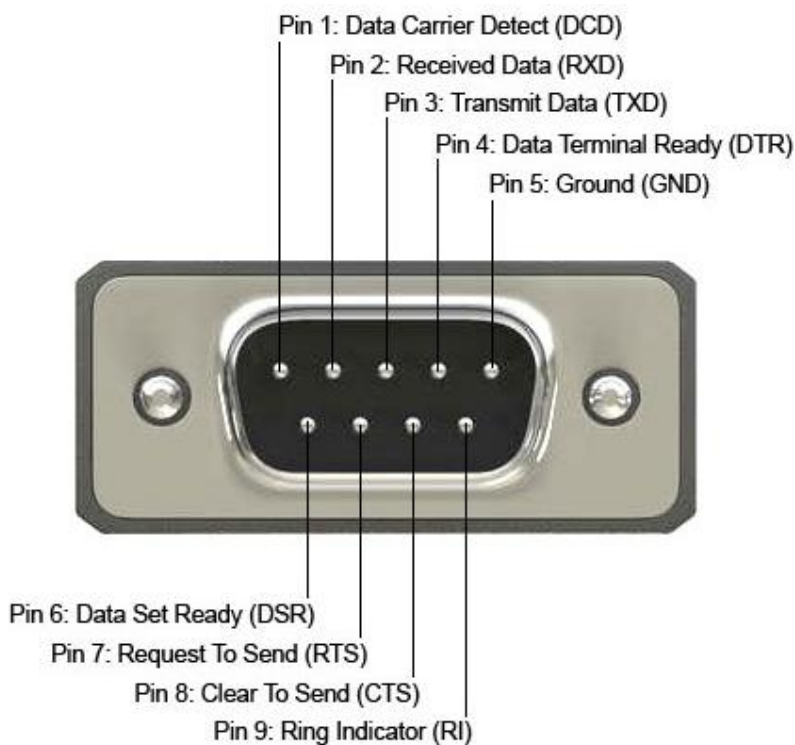 Pin 1: Data Carrier Detect (DCD)
Pin 2: Received Data (RXD)
Pin 3: Transmit Data (TXD)
Pin 4: Data Terminal Ready (DTR)
Pin 5: Ground (GND)
Pin 6: Data Set Ready (DSR)
Pin 7: Request To Send (RTS)
Pin 8: Clear To Send (CTS)
Pin 9: Ring Indicator (RI)